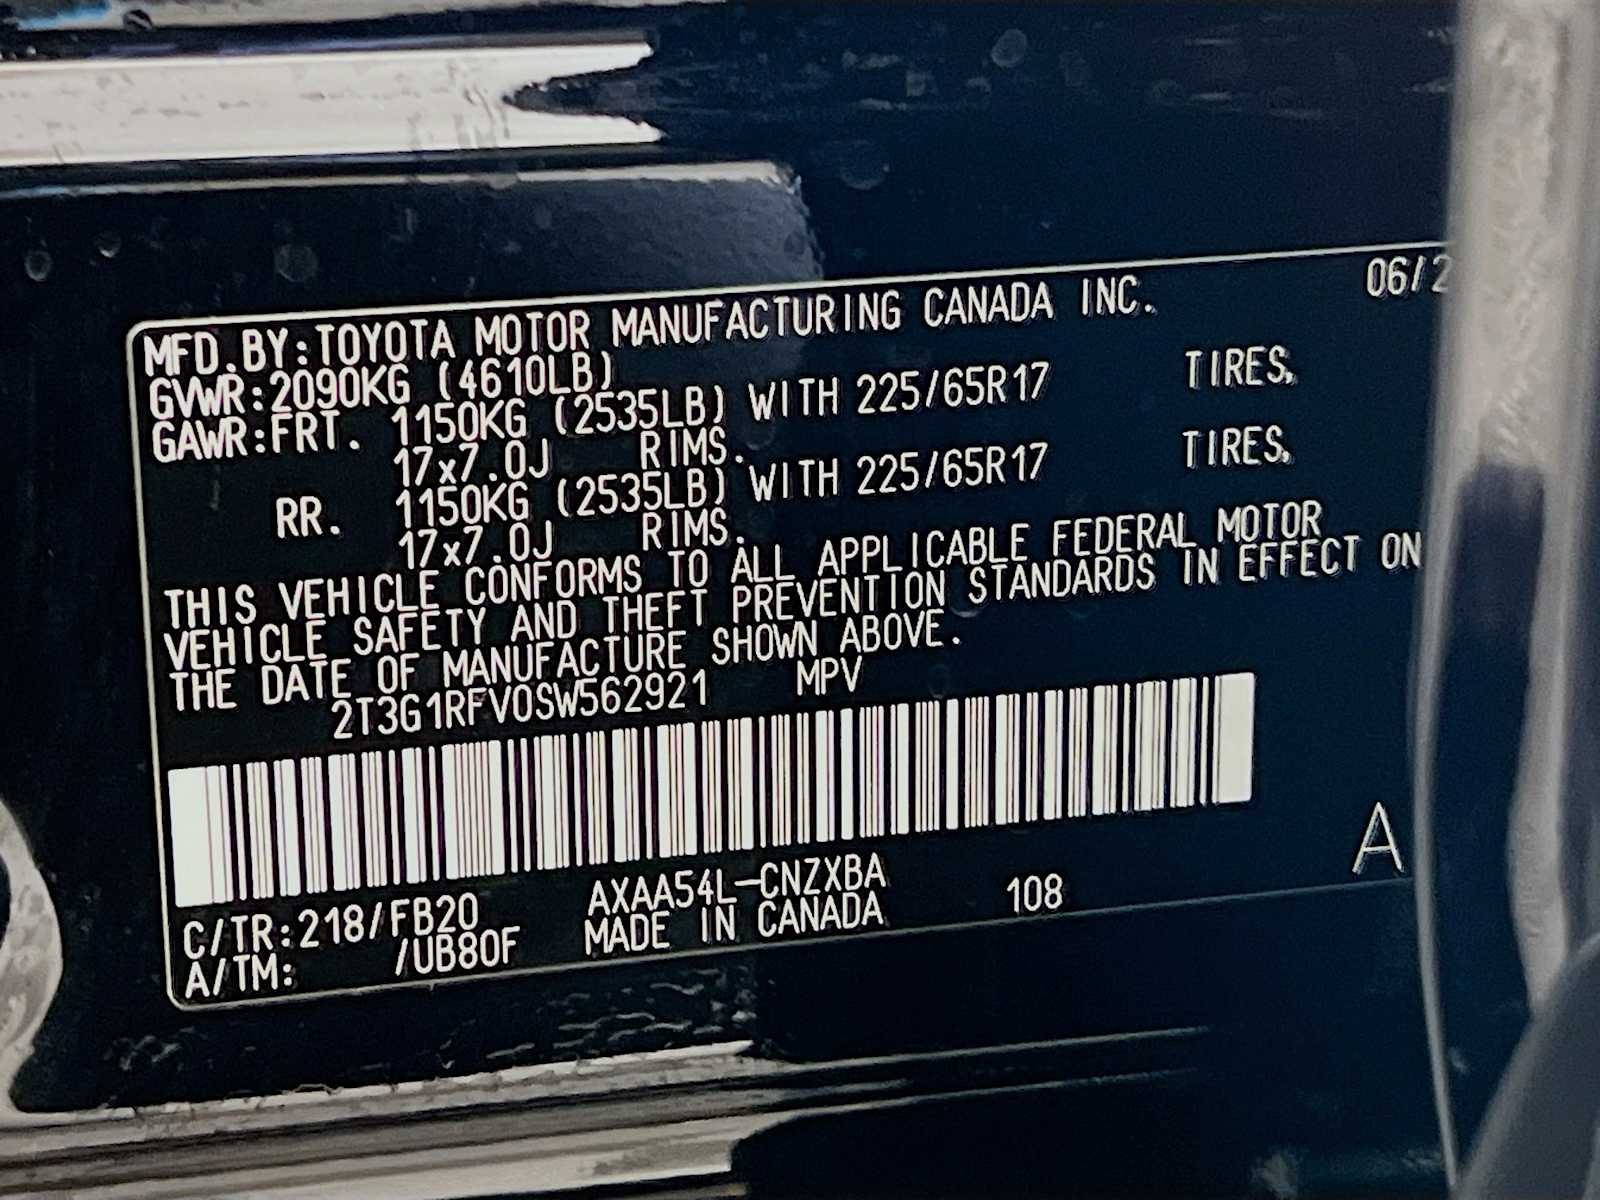 06/2
MFD.BY:TOYOTA MOTOR MANUFACTURING CANADA INC.
GVWR:2090KG (4610LB)
GAWR:FRT. 1150KG (2535LB) WITH 225/65R17 TIRES,
17x7.0J RIMS.
RR. 1150KG (2535LB) WITH 225/65R17 TIRES,
17x7.0J RIMS.
THIS VEHICLE CONFORMS TO ALL APPLICABLE FEDERAL MOTOR
VEHICLE SAFETY AND THEFT PREVENTION STANDARDS IN EFFECT ON
THE DATE OF MANUFACTURE SHOWN ABOVE.
2T3G1RFV0SW562921 MPV
C/TR:218/FB20 AXAA54L-CNZXBA 108 A
A/TM: /UB80F MADE IN CANADA